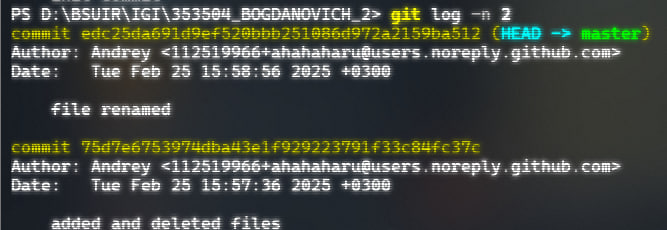 PS D:\BSUIR\IGI\353504_BOGDANOVICH_2> git log -n 2
commit edc25da691d9ef520bbb251086d972a2159ba512 (HEAD -> master)
Author: Andrey <112519966+ahahaharu@users.noreply.github.com>
Date:   Tue Feb 25 15:58:56 2025 +0300
    file renamed
commit 75d7e6753974dba43e1f929223791f33c84fc37c
Author: Andrey <112519966+ahahaharu@users.noreply.github.com>
Date:   Tue Feb 25 15:57:36 2025 +0300
    added and deleted files